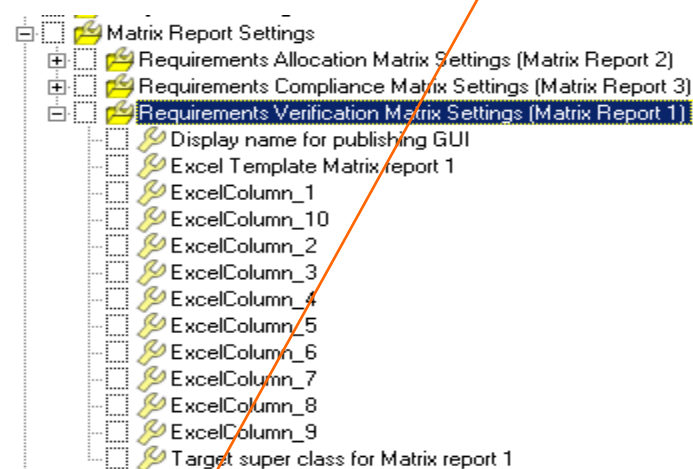 Matrix Report Settings
Requirements Allocation Matrix Settings (Matrix Report 2)
Requirements Compliance Matrix Settings (Matrix Report 3)
Requirements Verification Matrix Settings (Matrix Report 1)
Display name for publishing GUI
Excel Template Matrix report 1
ExcelColumn_1
ExcelColumn_10
ExcelColumn_2
ExcelColumn_3
ExcelColumn_4
ExcelColumn_5
ExcelColumn_6
ExcelColumn_7
ExcelColumn_8
ExcelColumn_9
Target super class for Matrix report 1